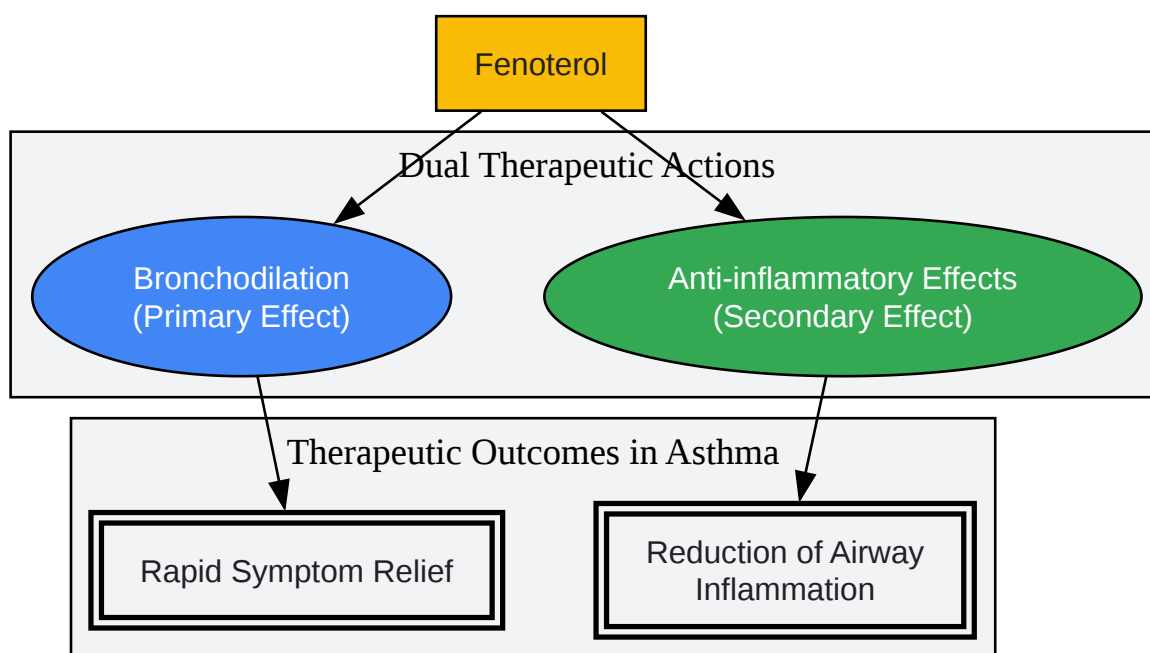 Fenoterol
Dual Therapeutic Actions
Bronchodilation
(Primary Effect)
Anti-inflammatory Effects
(Secondary Effect)
Therapeutic Outcomes in Asthma
Rapid Symptom Relief
Reduction of Airway
Inflammation